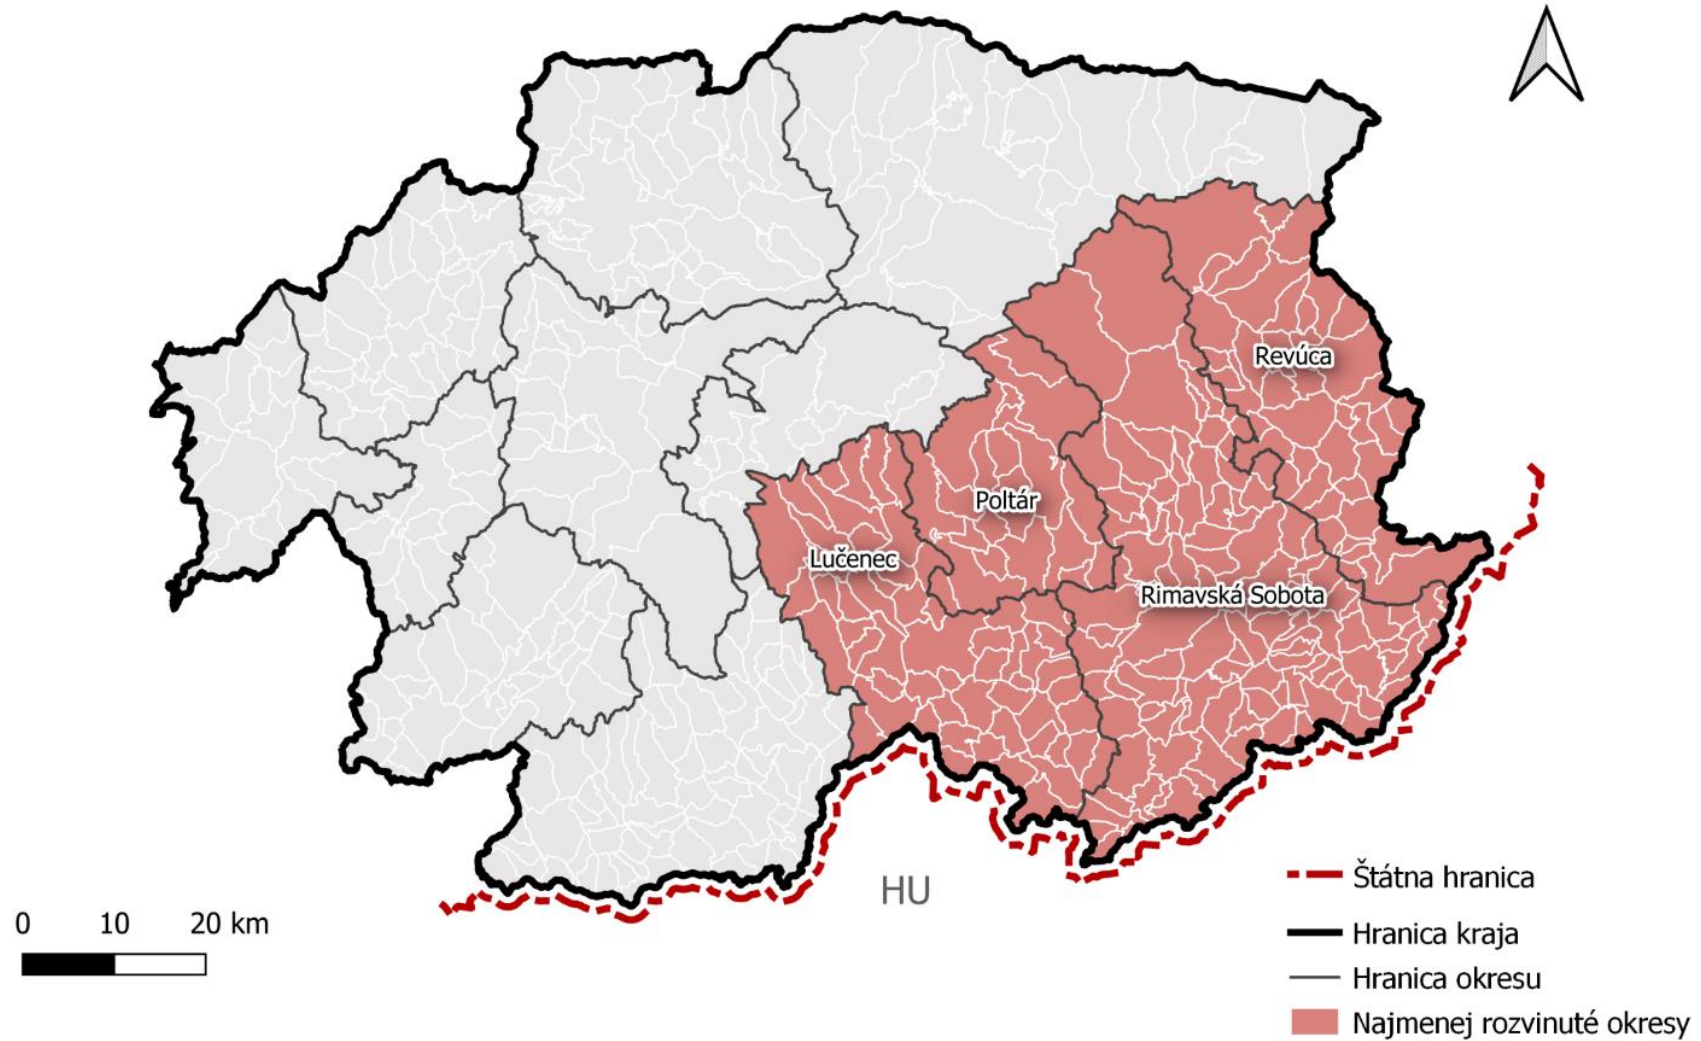 Revúca
Poltár
Lučenec
Rimavská Sobota
HU
0 10 20 km
Štátna hranica
Hranica kraja
Hranica okresu
Najmenej rozvinuté okresy